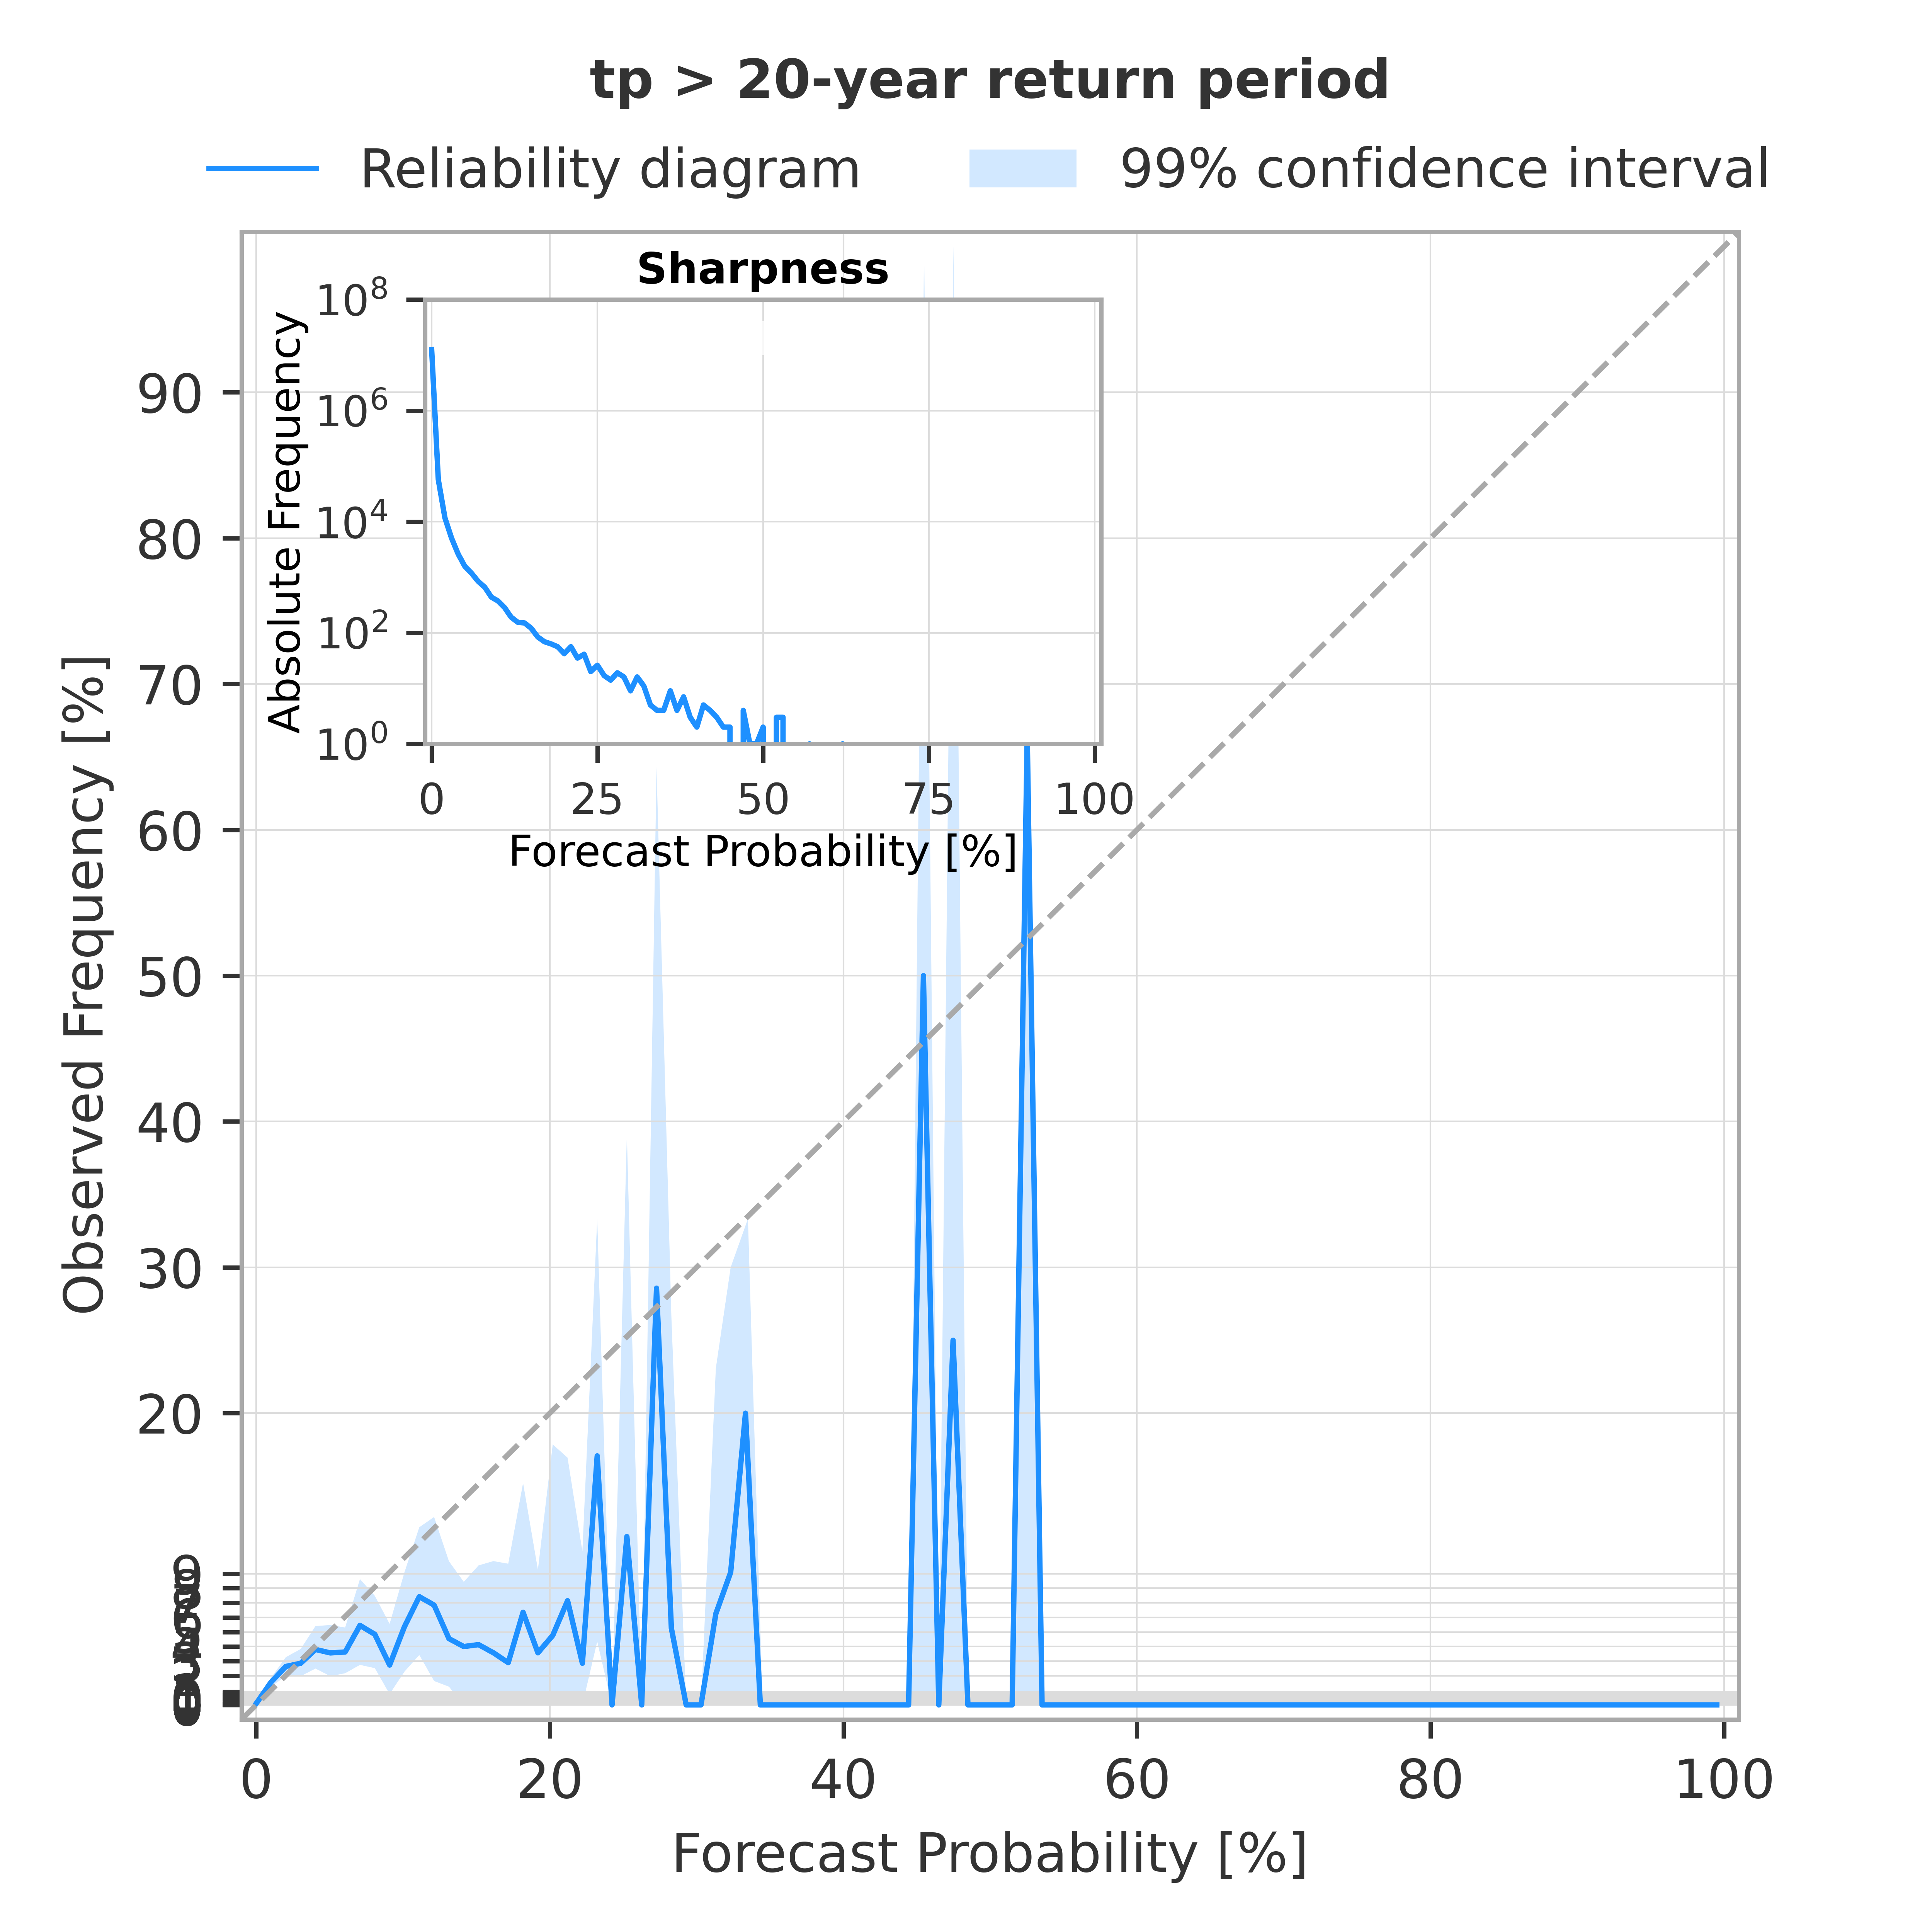 tp > 20-year return period
Reliability diagram 99% confidence interval
Sharpness
Absolute Frequency
10^8
10^6
10^4
10^2
10^0
0 25 50 75 100
Forecast Probability [%]
Observed Frequency [%]
90
80
70
60
50
40
30
20
9
0 20 40 60 80 100
Forecast Probability [%]